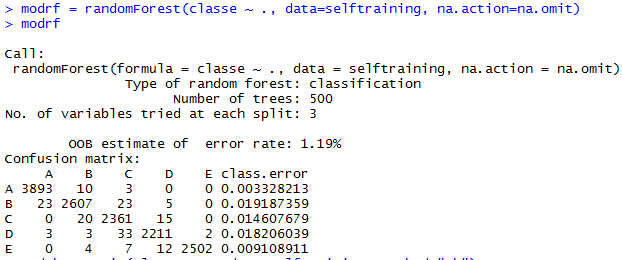 > modrf = randomForest(classe ~ ., data=selftraining, na.action=na.omit)
> modrf
Call:
 randomForest(formula = classe ~ ., data = selftraining, na.action = na.omit)
               Type of random forest: classification
                     Number of trees: 500
No. of variables tried at each split: 3
        OOB estimate of  error rate: 1.19%
Confusion matrix:
     A    B    C    D    E class.error
A 3893   10    3    0    0 0.003328213
B   23 2607   23    5    0 0.019187359
C    0   20 2361   15    0 0.014607679
D    3    3   33 2211    2 0.018206039
E    0    4    7   12 2502 0.009108911